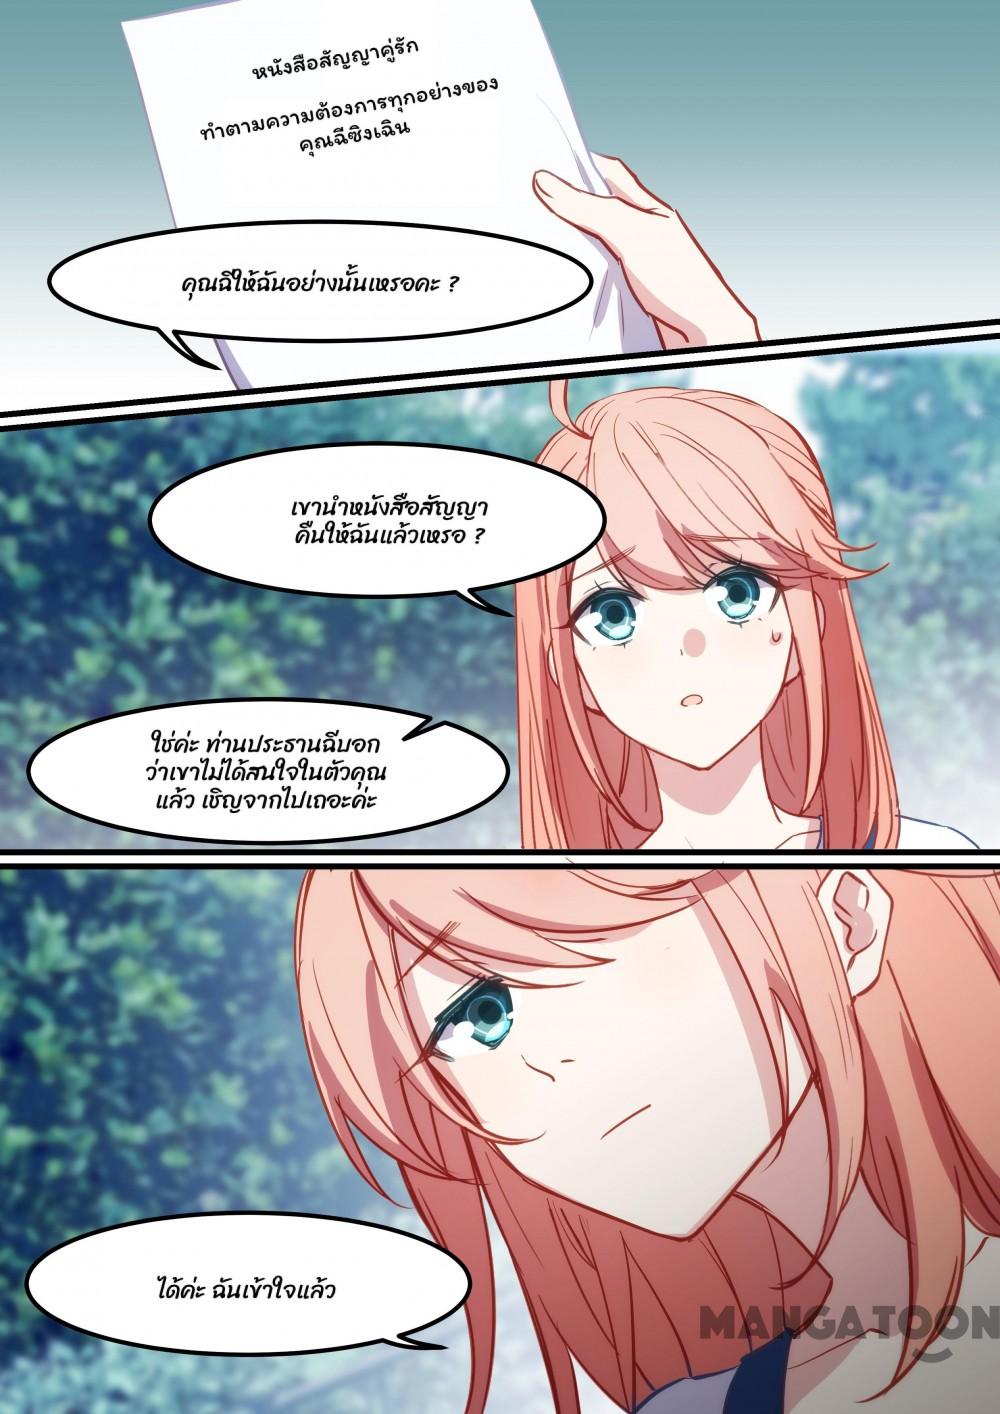 หนังสือสัญญาคู่รัก
ทำตามความต้องการทุกอย่างของ
คุณฉีซิงเฉิน
คุณฉีให้ฉันอย่างนั้นเหรอคะ ?
เขานำหนังสือสัญญา
คืนให้ฉันแล้วเหรอ ?
ใช่ค่ะ ท่านประธานฉีบอก
ว่าเขาไม่ได้สนใจในตัวคุณ
แล้ว เชิญจากไปเถอะค่ะ
ได้ค่ะ ฉันเข้าใจแล้ว
MANGATOON